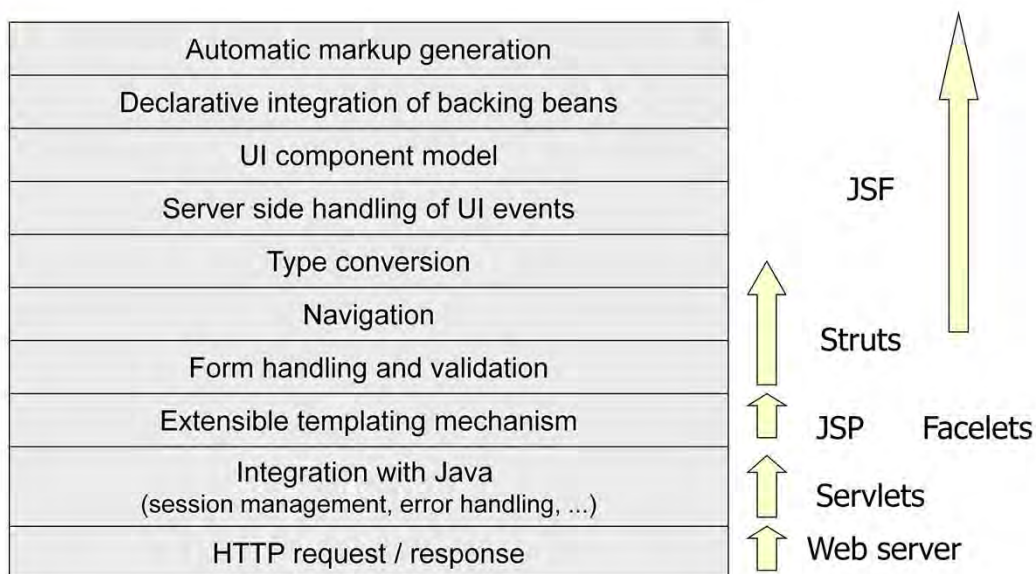 Automatic markup generation
Declarative integration of backing beans
UI component model
Server side handling of UI events
Type conversion
Navigation
Form handling and validation
Extensible templating mechanism
Integration with Java
(session management, error handling, ...)
HTTP request / response
JSF
Struts
JSP Facelets
Servlets
Web server